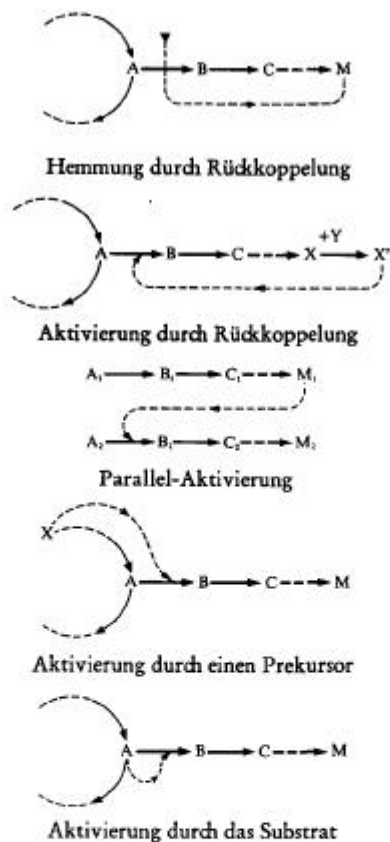 A B C M
Hemmung durch Rückkoppelung
+Y
A B C X X"
Aktivierung durch Rückkoppelung
A₁ B₁ C₁ M₁
A₂ B₁ C₂ M₂
Parallel-Aktivierung
X
A B C M
Aktivierung durch einen Prekursor
A B C M
Aktivierung durch das Substrat